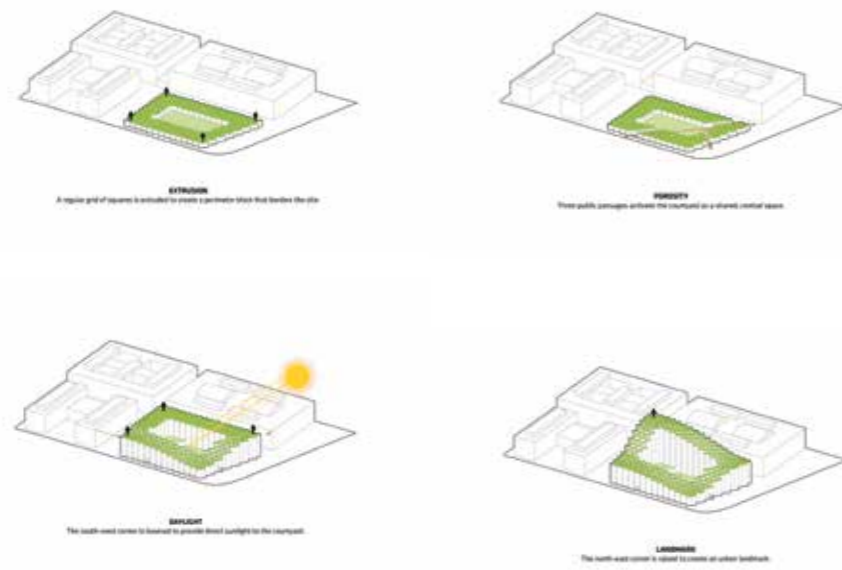 EXTRUSION
A regular grid of squares is extruded to create a perimeter block that borders the site
POROSITY
Three public passages activate the courtyard as a shared, central space.
DAYLIGHT
The south-west corner is lowered to provide direct sunlight to the courtyard.
LANDMARK
The north-east corner is raised to create an urban landmark.